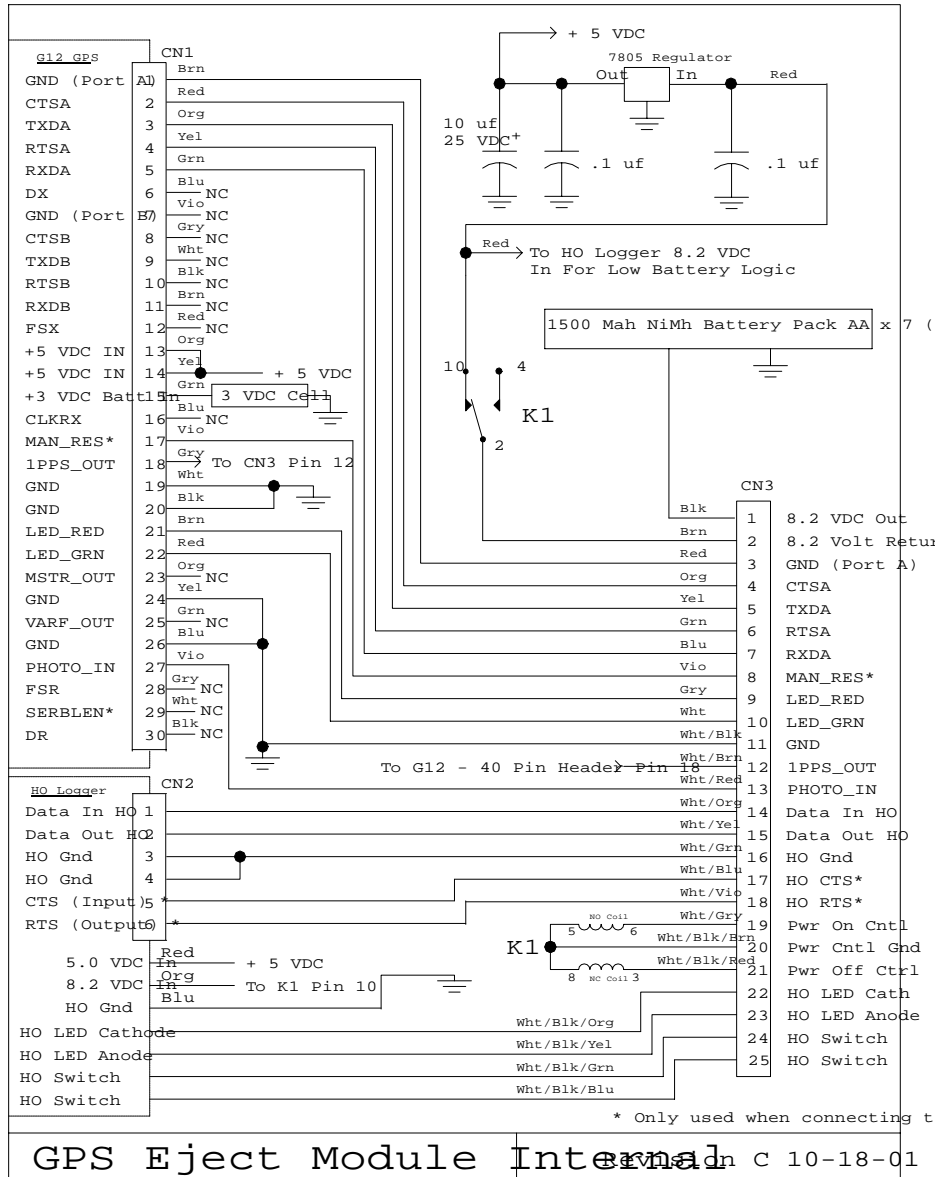 + 5 VDC
7805 Regulator
Out In Red
10 uf
25 VDC+
.1 uf
.1 uf
G12 GPS CN1
GND (Port A) 1 Brn
CTSA 2 Red
TXDA 3 Org
RTSA 4 Yel
RXDA 5 Grn
DX 6 Blu NC
GND (Port B) 7 Vio NC
CTSB 8 Gry NC
TXDB 9 Wht NC
RTSB 10 Blk NC
RXDB 11 Brn NC
FSX 12 Red NC
+5 VDC IN 13 Org
+5 VDC IN 14 Yel + 5 VDC
+3 VDC Batt In 15 Grn 3 VDC Cell
CLKRX 16 Blu NC
MAN_RES* 17 Vio
1PPS_OUT 18 Gry To CN3 Pin 12
GND 19 Wht
GND 20 Blk
LED_RED 21 Brn
LED_GRN 22 Red
MSTR_OUT 23 Org NC
GND 24 Yel
VARF_OUT 25 Grn NC
GND 26 Blu
PHOTO_IN 27 Vio
FSR 28 Gry NC
SERBLEN* 29 Wht NC
DR 30 Blk NC
Red To HO Logger 8.2 VDC
In For Low Battery Logic
1500 Mah NiMh Battery Pack AA x 7 (
10 4
K1
2
CN3
Blk 1 8.2 VDC Out
Brn 2 8.2 Volt Retur
Red 3 GND (Port A)
Org 4 CTSA
Yel 5 TXDA
Grn 6 RTSA
Blu 7 RXDA
Vio 8 MAN_RES*
Gry 9 LED_RED
Wht 10 LED_GRN
Wht/Blk 11 GND
To G12 - 40 Pin Header Pin 18 Wht/Brn 12 1PPS_OUT
Wht/Red 13 PHOTO_IN
Wht/Org 14 Data In HO
Wht/Yel 15 Data Out HO
Wht/Grn 16 HO Gnd
Wht/Blu 17 HO CTS*
Wht/Vio 18 HO RTS*
Wht/Gry 19 Pwr On Cntl
Wht/Blk/Brn 20 Pwr Cntl Gnd
Wht/Blk/Red 21 Pwr Off Ctrl
22 HO LED Cath
23 HO LED Anode
24 HO Switch
25 HO Switch
NO Coil
5 6
K1
8 NC Coil 3
HO Logger CN2
Data In HO 1
Data Out HO 2
HO Gnd 3
HO Gnd 4
CTS (Input) * 5
RTS (Output) * 6
5.0 VDC In Red + 5 VDC
8.2 VDC In Org To K1 Pin 10
HO Gnd Blu
HO LED Cathode Wht/Blk/Org
HO LED Anode Wht/Blk/Yel
HO Switch Wht/Blk/Grn
HO Switch Wht/Blk/Blu
* Only used when connecting t
GPS Eject Module Internal
Revision C 10-18-01